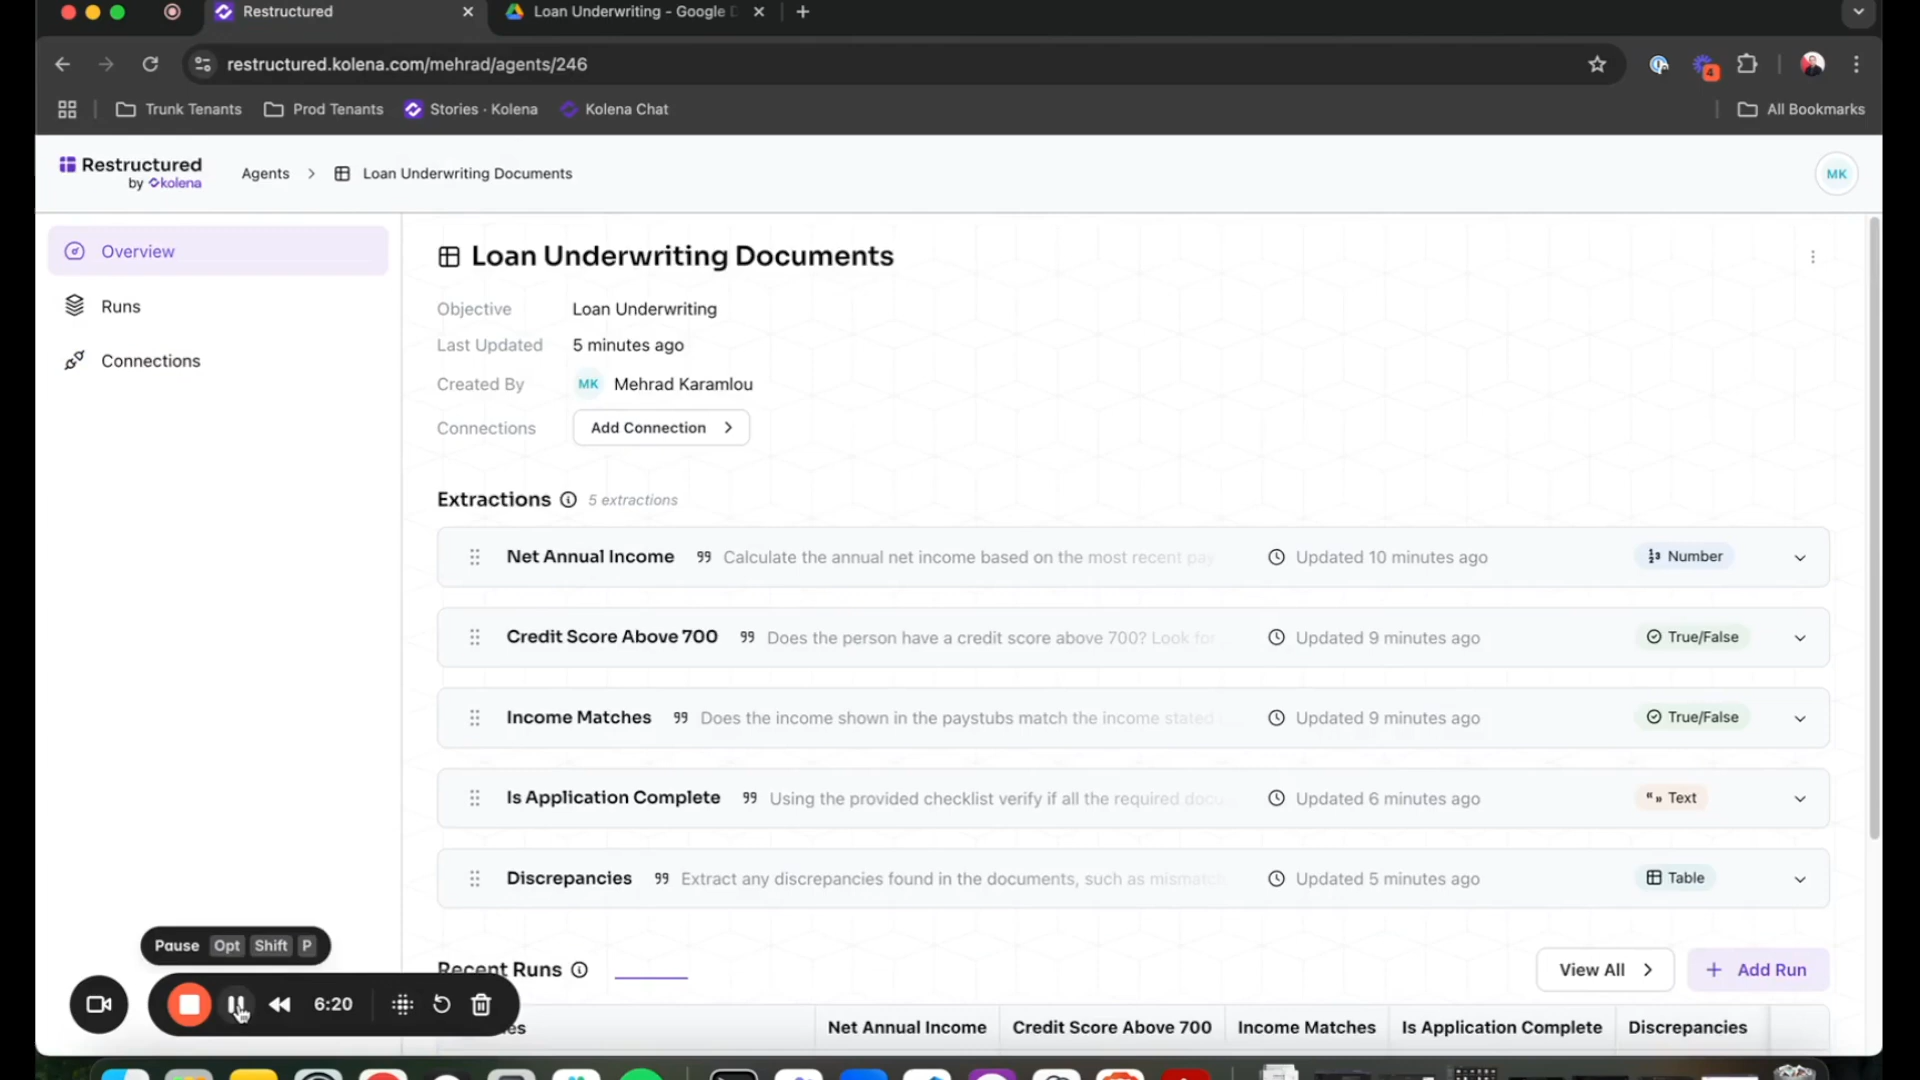 Restructured
Loan Underwriting - Google D
restructured.kolena.com/mehrad/agents/246
4
Trunk Tenants
Prod Tenants
Stories · Kolena
Kolena Chat
All Bookmarks
Restructured
by kolena
Agents > Loan Underwriting Documents
MK
Overview
Runs
Connections
Loan Underwriting Documents
Objective Loan Underwriting
Last Updated 5 minutes ago
Created By MK Mehrad Karamlou
Connections Add Connection >
Extractions 5 extractions
Net Annual Income Calculate the annual net income based on the most recent pay Updated 10 minutes ago Number
Credit Score Above 700 Does the person have a credit score above 700? Look for Updated 9 minutes ago True/False
Income Matches Does the income shown in the paystubs match the income stated Updated 9 minutes ago True/False
Is Application Complete Using the provided checklist verify if all the required docu Updated 6 minutes ago Text
Discrepancies Extract any discrepancies found in the documents, such as mismatc Updated 5 minutes ago Table
Pause Opt Shift P
Recent Runs
View All >
+ Add Run
6:20
es Net Annual Income Credit Score Above 700 Income Matches Is Application Complete Discrepancies